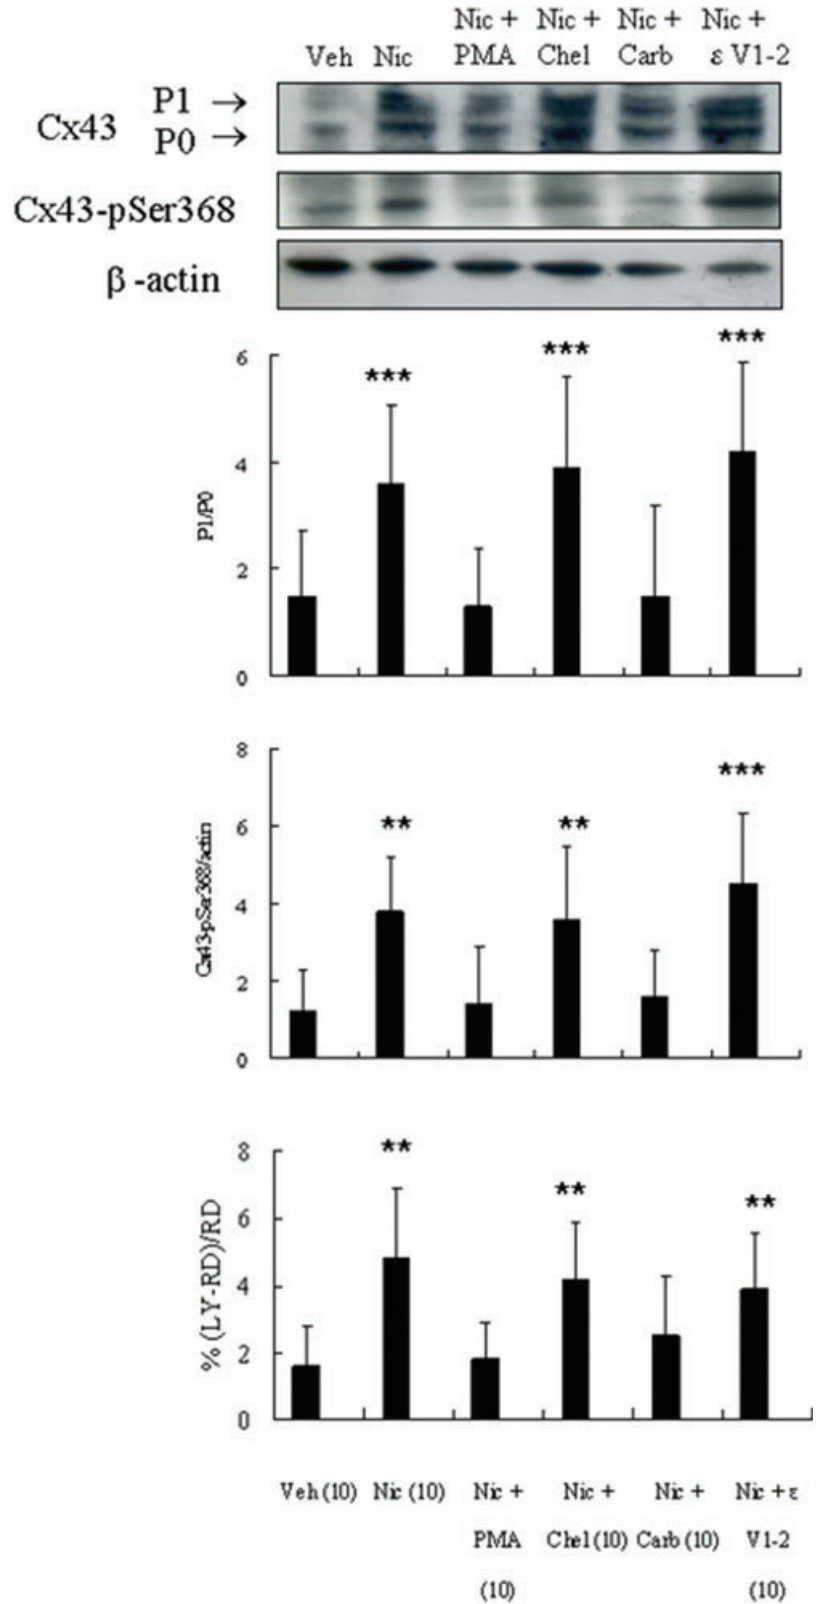 Nic + Nic + Nic + Nic +
Veh Nic PMA Chel Carb ε V1-2
P1 →
Cx43
P0 →
Cx43-pSer368
β-actin
***
***
***
6
4
2
0
P1/P0
***
**
**
8
6
4
2
0
Cx43-pSer368/actin
**
**
**
8
6
4
2
0
% (LY-RD)/RD
Veh (10) Nic (10) Nic + Nic + Nic + Nic + ε
PMA Chel (10) Carb (10) V1-2
(10) (10)